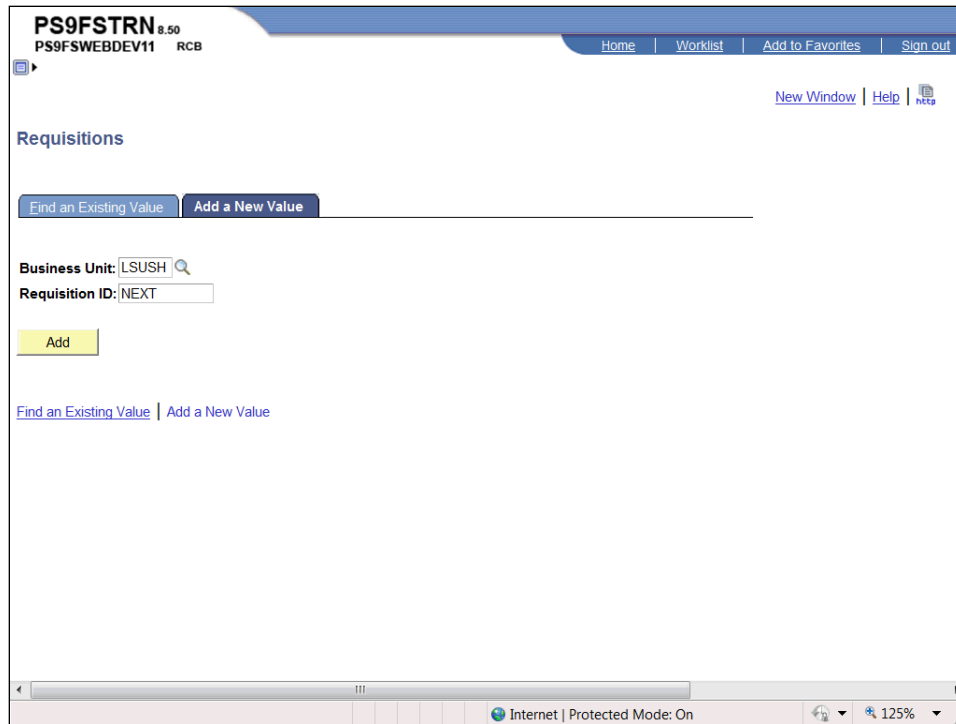 PS9FSTRN 8.50
PS9FSWEBDEV11 RCB
Home | Worklist | Add to Favorites | Sign out
New Window | Help | http
Requisitions
Find an Existing Value Add a New Value
Business Unit: LSUSH
Requisition ID: NEXT
Add
Find an Existing Value | Add a New Value
Internet | Protected Mode: On 125%